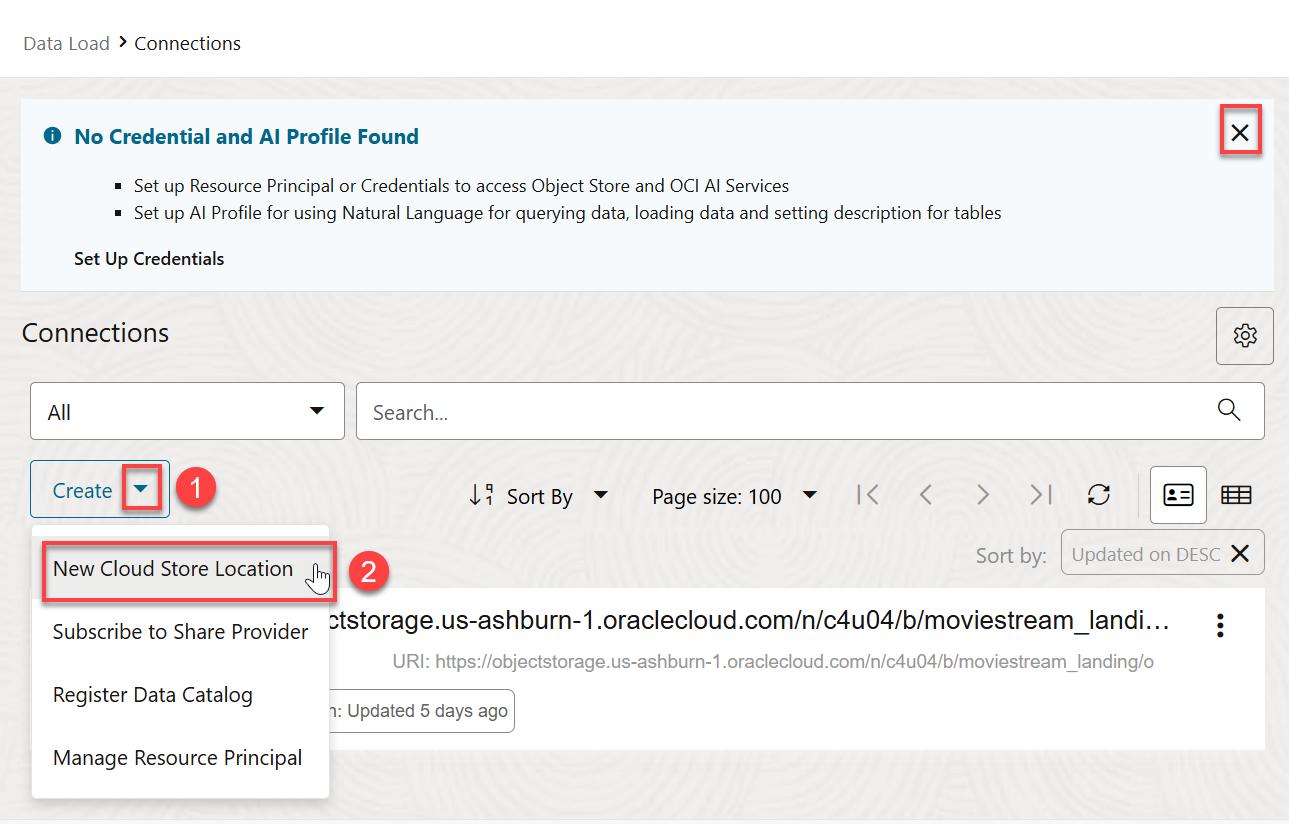 Data Load > Connections
No Credential and AI Profile Found
Set up Resource Principal or Credentials to access Object Store and OCI AI Services
Set up AI Profile for using Natural Language for querying data, loading data and setting description for tables
Set Up Credentials
Connections
All
Search...
Create
1
Sort By
Page size: 100
Sort by:
Updated on DESC
New Cloud Store Location
2
Subscribe to Share Provider
Register Data Catalog
Manage Resource Principal
ctstorage.us-ashburn-1.oraclecloud.com/n/c4u04/b/moviestream_landi...
URI: https://objectstorage.us-ashburn-1.oraclecloud.com/n/c4u04/b/moviestream_landing/o
n: Updated 5 days ago